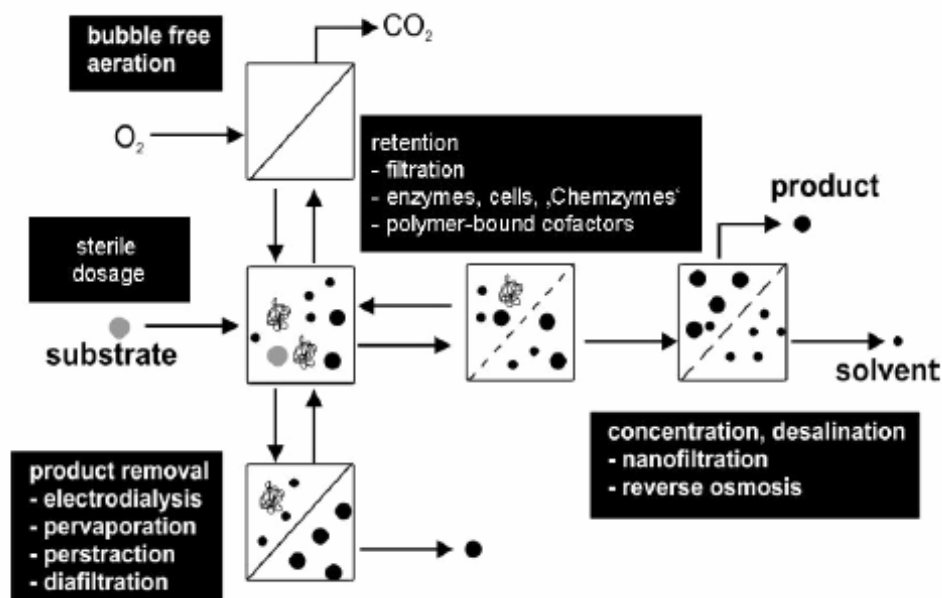 bubble free
aeration
CO₂
O₂
retention
- filtration
- enzymes, cells, ‚Chemzymes‘
- polymer-bound cofactors
product
sterile
dosage
substrate
solvent
concentration, desalination
- nanofiltration
- reverse osmosis
product removal
- electrodialysis
- pervaporation
- perstraction
- diafiltration